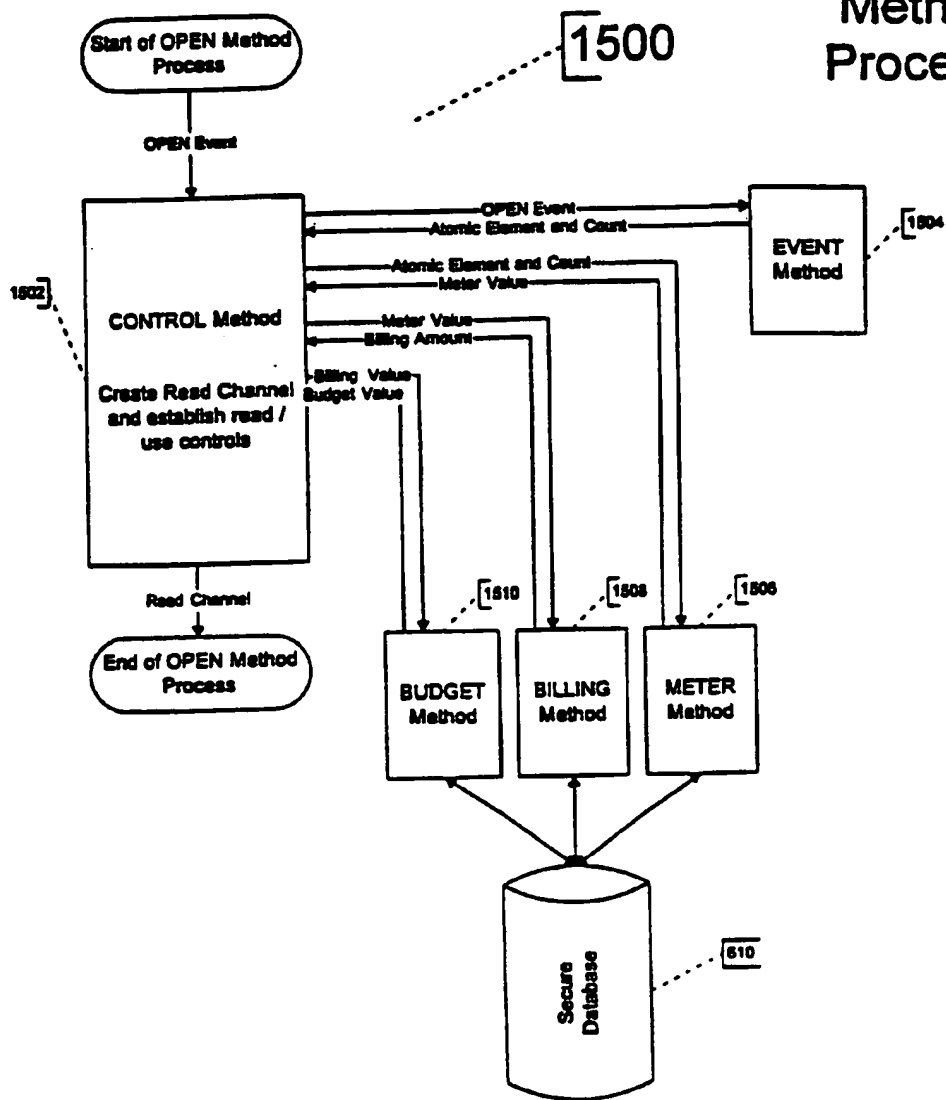 Meth
Proce
1500
Start of OPEN Method
Process
OPEN Event
OPEN Event
Atomic Element and Count
EVENT
Method
1504
Atomic Element and Count
Meter Value
1502
CONTROL Method
Create Read Channel
and establish read /
use controls
Meter Value
Billing Amount
Billing Value
Budget Value
Read Channel
End of OPEN Method
Process
1510
1508
1506
BUDGET
Method
BILLING
Method
METER
Method
Secure
Database
610